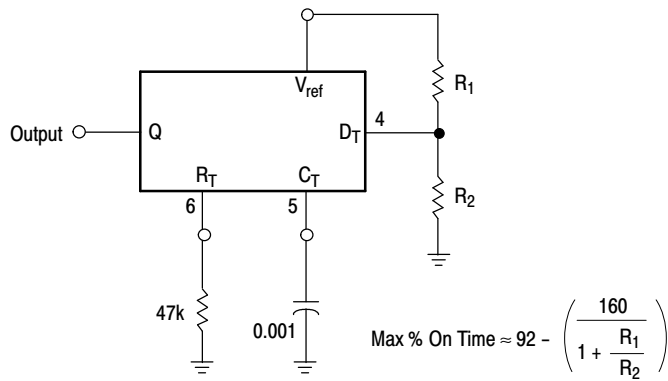 V_ref
R_1
Output
Q
D_T
4
R_T
C_T
R_2
6
5
47k
0.001
Max % On Time ≈ 92 – (160 / (1 + R_1 / R_2))